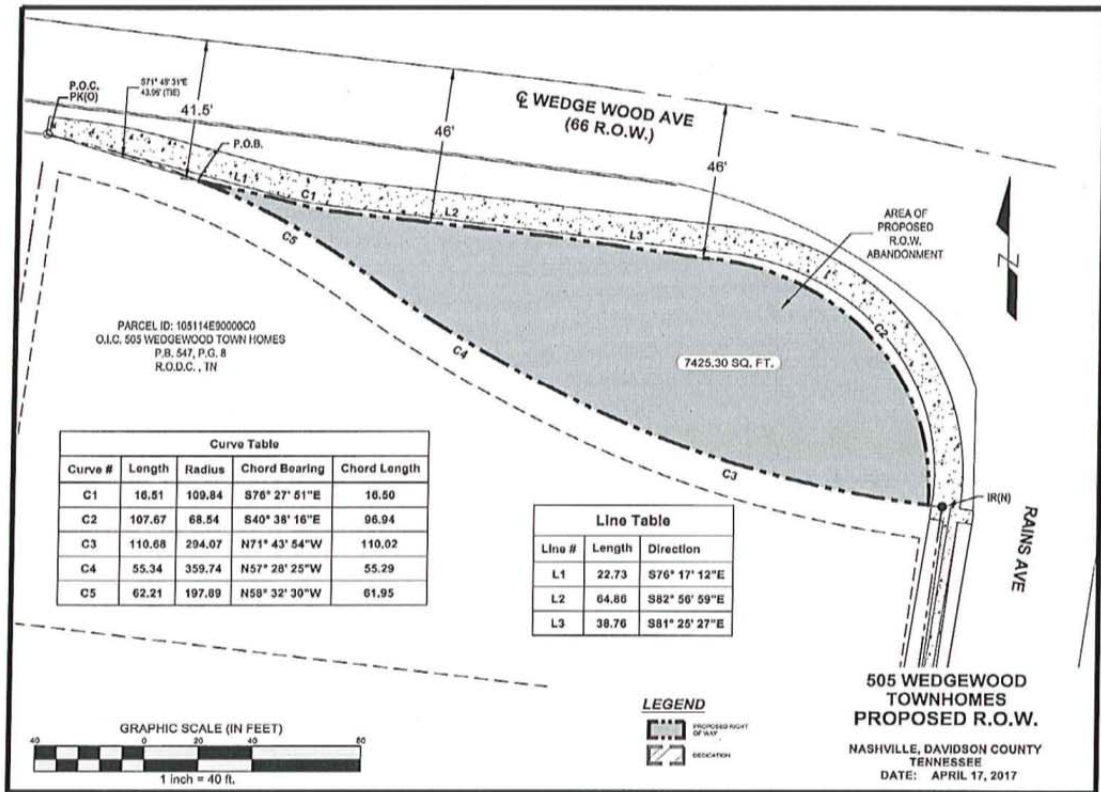 P.O.C.
PK(O)
S71° 45' 31"E
43.95' (TIE)
41.5'
P.O.B.
46'
℄ WEDGE WOOD AVE
(66 R.O.W.)
46'
L1
C1
L2
L3
C2
C5
C4
C3
AREA OF
PROPOSED
R.O.W.
ABANDONMENT
7425.30 SQ. FT.
Z
PARCEL ID: 105114E90000C0
O.I.C. 505 WEDGEWOOD TOWN HOMES
P.B. 547, P.G. 8
R.O.D.C. , TN
IR(N)
RAINS AVE
Curve Table
Curve # Length Radius Chord Bearing Chord Length
C1 16.51 109.84 S76° 27' 51"E 16.50
C2 107.67 68.54 S40° 38' 16"E 96.94
C3 110.68 294.07 N71° 43' 54"W 110.02
C4 55.34 359.74 N57° 28' 25"W 55.29
C5 62.21 197.89 N58° 32' 30"W 61.95
Line Table
Line # Length Direction
L1 22.73 S76° 17' 12"E
L2 64.86 S82° 56' 59"E
L3 38.76 S81° 25' 27"E
GRAPHIC SCALE (IN FEET)
40 0 20 40 80
1 inch = 40 ft.
LEGEND
PROPOSED RIGHT
OF WAY
DEDICATION
505 WEDGEWOOD
TOWNHOMES
PROPOSED R.O.W.
NASHVILLE, DAVIDSON COUNTY
TENNESSEE
DATE: APRIL 17, 2017